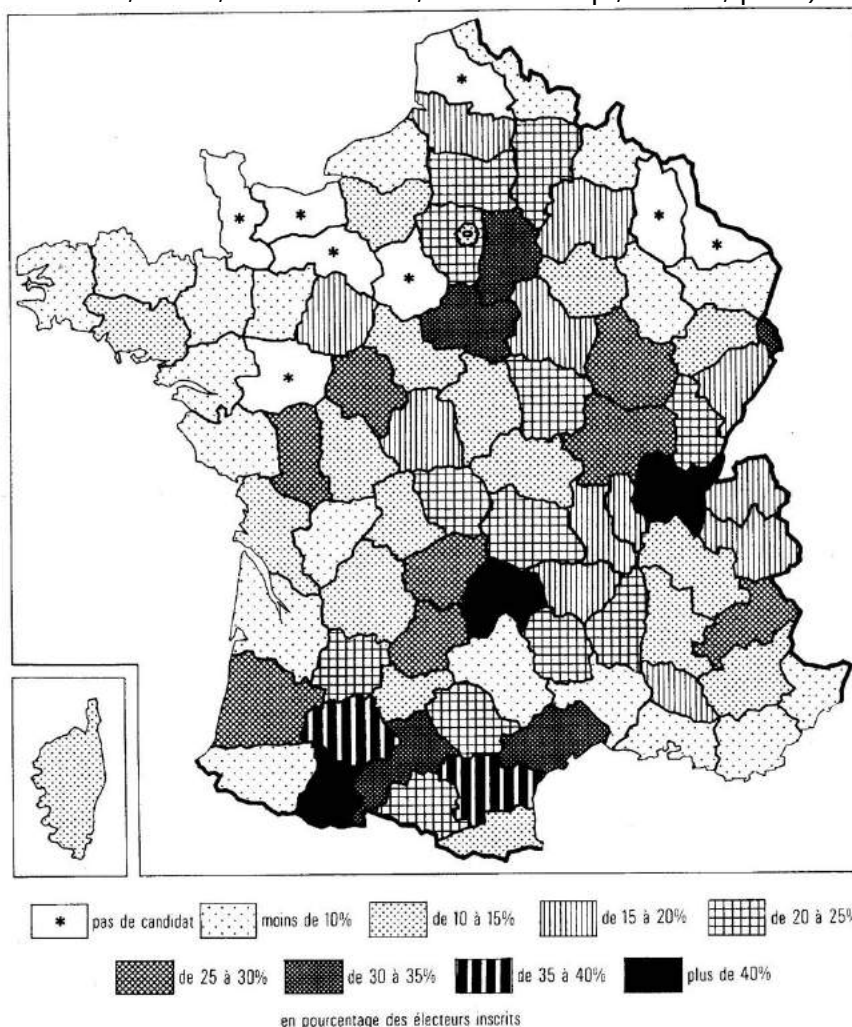 * pas de candidat
moins de 10%
de 10 à 15%
de 15 à 20%
de 20 à 25%
de 25 à 30%
de 30 à 35%
de 35 à 40%
plus de 40%
en pourcentage des électeurs inscrits